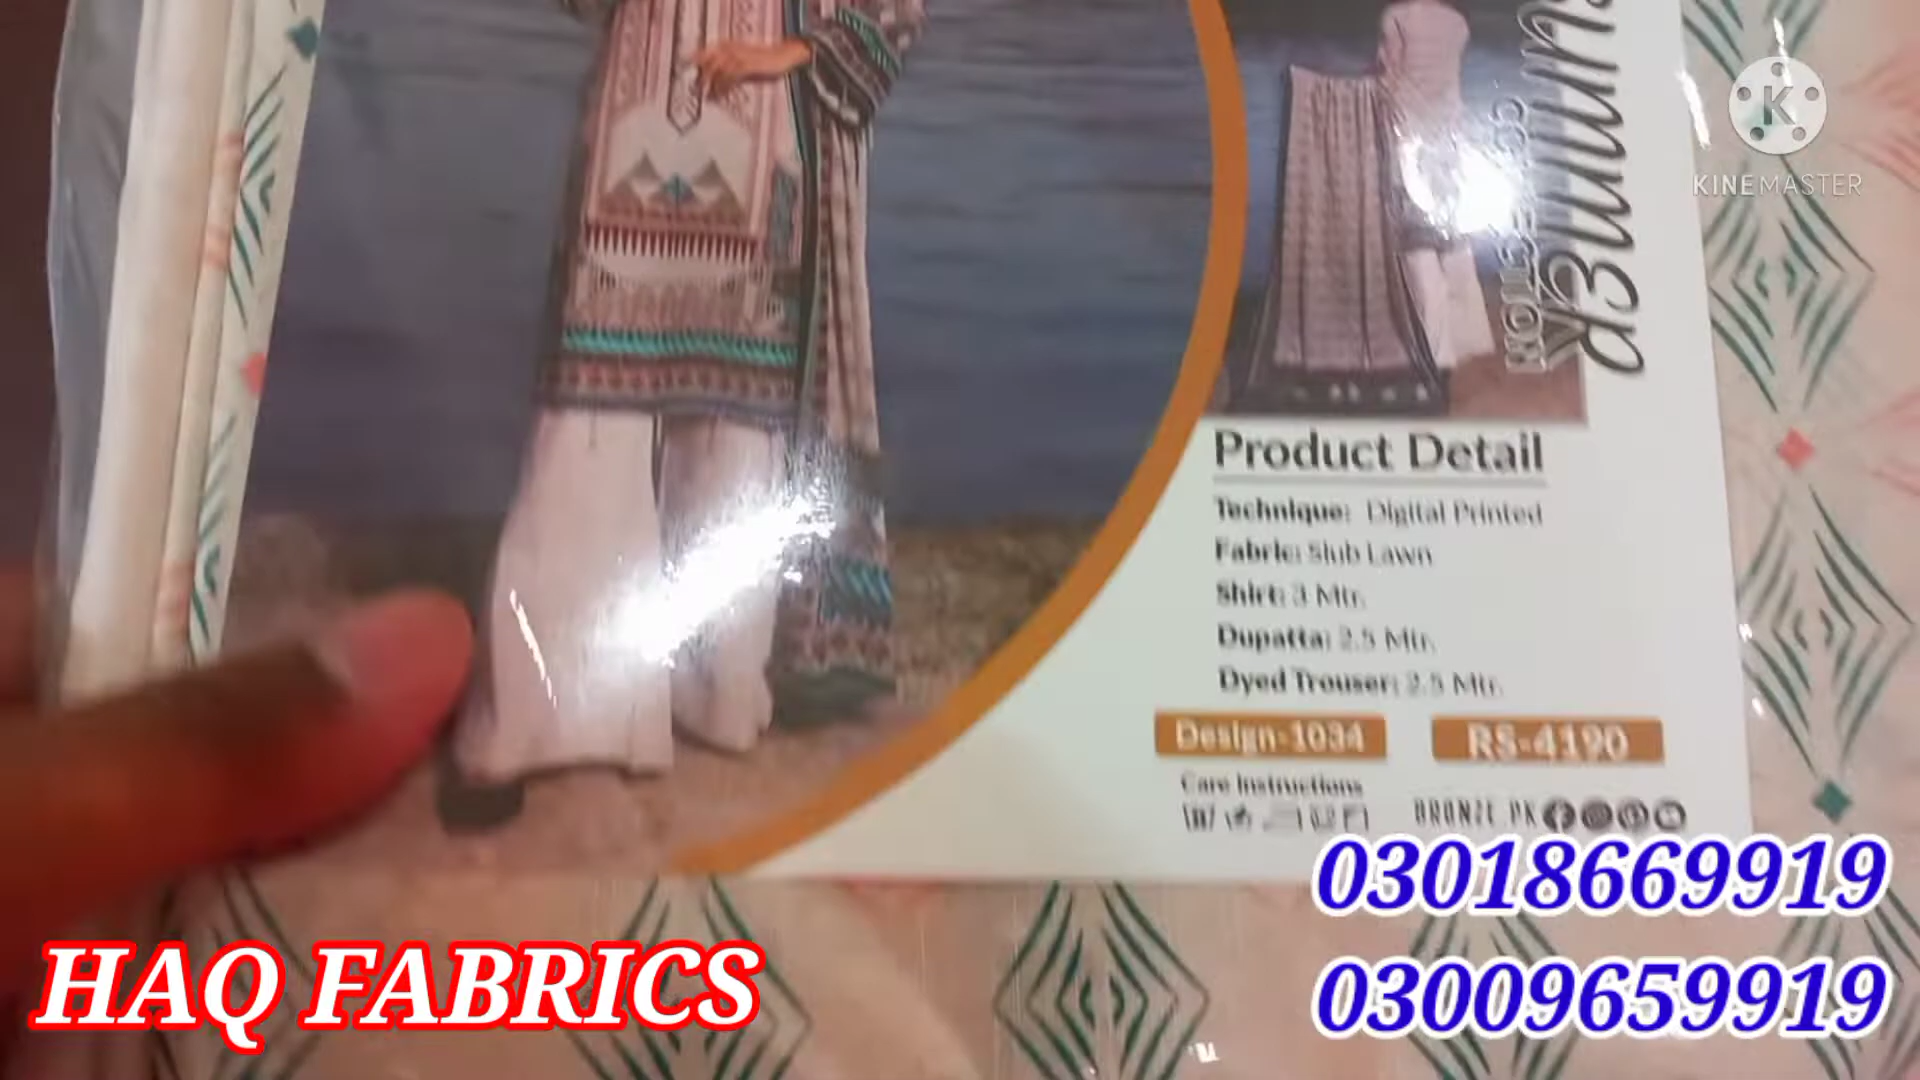 SUMMER
COLLECTION
KINEMASTER
Product Detail
Technique: Digital Printed
Fabric: Slub Lawn
Shirt: 3 Mtr.
Dupatta: 2.5 Mtr.
Dyed Trouser: 2.5 Mtr.
Design-1034
RS-4190
Care Instructions
BRONZE.PK
03018669919
HAQ FABRICS
03009659919